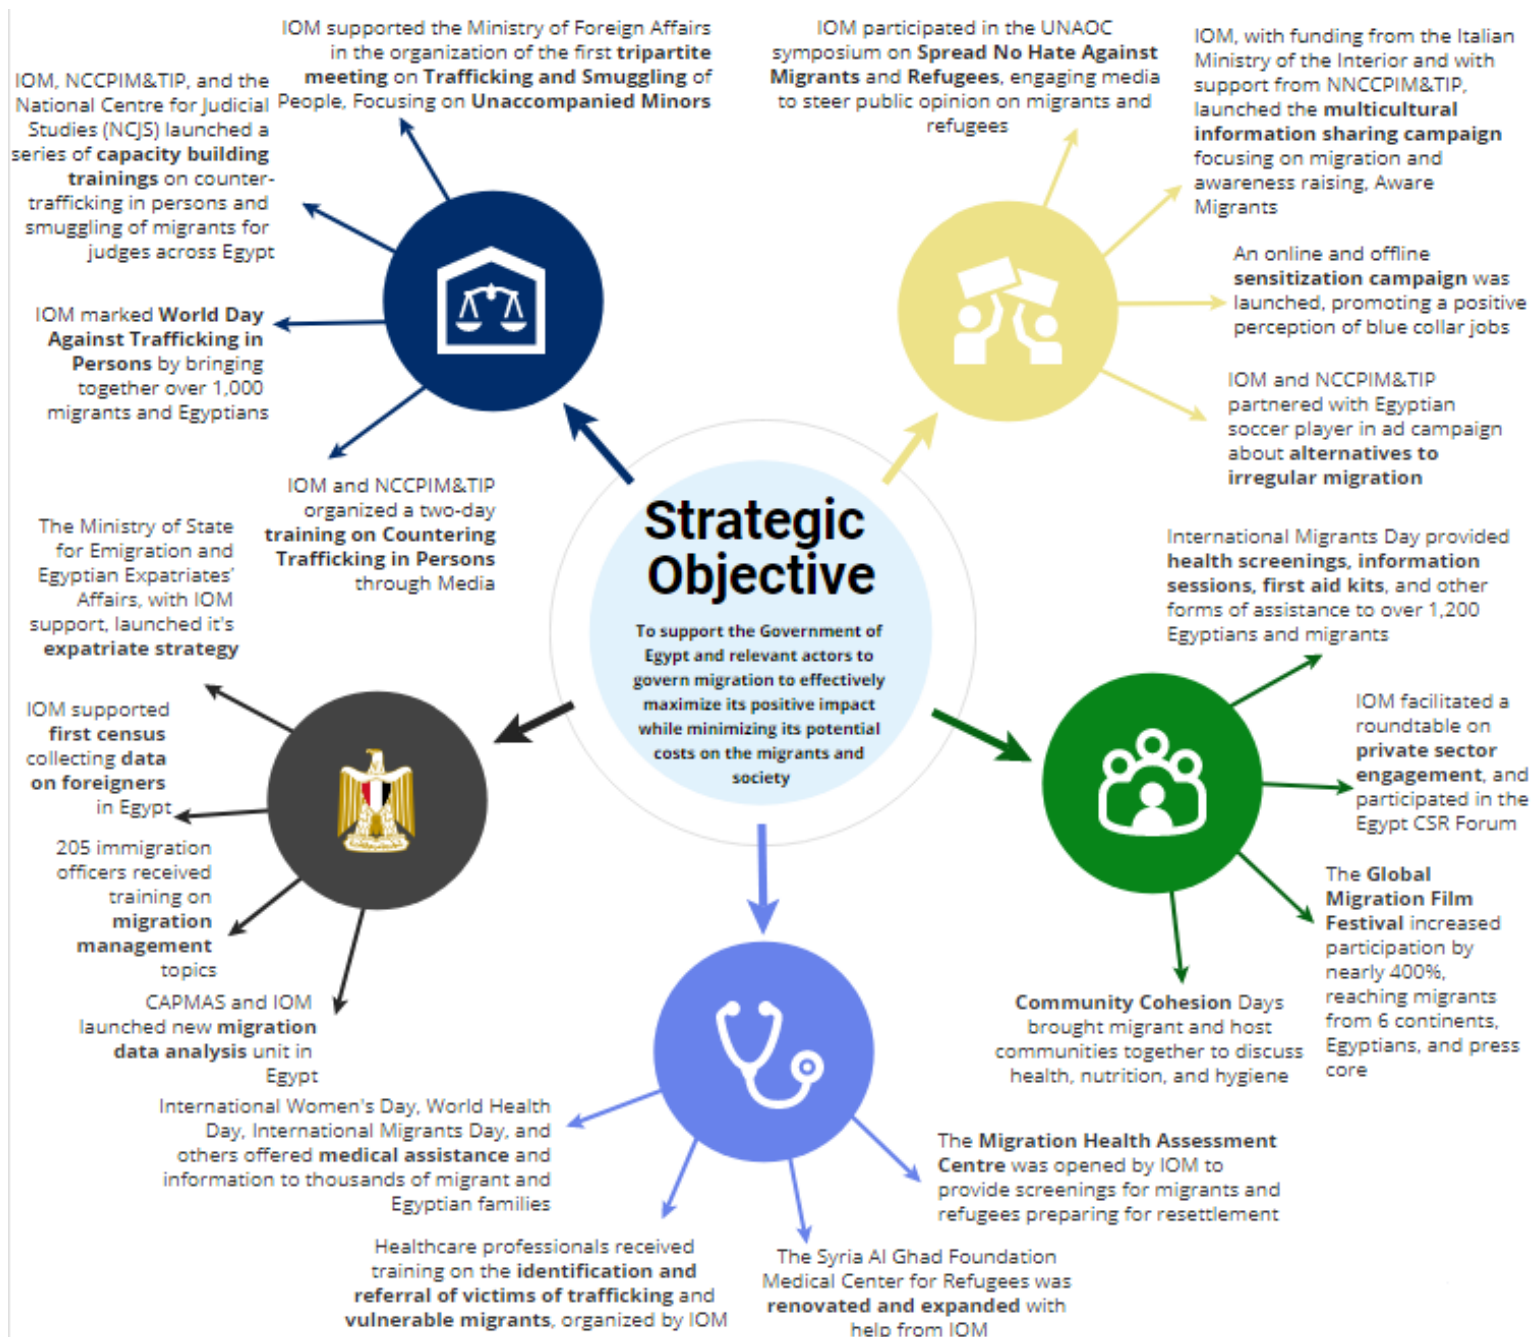 IOM supported the Ministry of Foreign Affairs
in the organization of the first tripartite
meeting on Trafficking and Smuggling of
People, Focusing on Unaccompanied Minors
IOM, NCCPIM&TIP, and the
National Centre for Judicial
Studies (NCJS) launched a
series of capacity building
trainings on counter-
trafficking in persons and
smuggling of migrants for
judges across Egypt
IOM marked World Day
Against Trafficking in
Persons by bringing
together over 1,000
migrants and Egyptians
IOM and NCCPIM&TIP
organized a two-day
training on Countering
Trafficking in Persons
through Media
IOM participated in the UNAOC
symposium on Spread No Hate Against
Migrants and Refugees, engaging media
to steer public opinion on migrants and
refugees
IOM, with funding from the Italian
Ministry of the Interior and with
support from NNCCPIM&TIP,
launched the multicultural
information sharing campaign
focusing on migration and
awareness raising, Aware
Migrants
An online and offline
sensitization campaign was
launched, promoting a positive
perception of blue collar jobs
IOM and NCCPIM&TIP
partnered with Egyptian
soccer player in ad campaign
about alternatives to
irregular migration
Strategic
Objective
To support the Government of
Egypt and relevant actors to
govern migration to effectively
maximize its positive impact
while minimizing its potential
costs on the migrants and
society
The Ministry of State
for Emigration and
Egyptian Expatriates'
Affairs, with IOM
support, launched it's
expatriate strategy
IOM supported
first census
collecting data
on foreigners
in Egypt
205 immigration
officers received
training on
migration
management
topics
CAPMAS and IOM
launched new migration
data analysis unit in
Egypt
International Migrants Day provided
health screenings, information
sessions, first aid kits, and other
forms of assistance to over 1,200
Egyptians and migrants
IOM facilitated a
roundtable on
private sector
engagement, and
participated in the
Egypt CSR Forum
The Global
Migration Film
Festival increased
participation by
nearly 400%,
reaching migrants
from 6 continents,
Egyptians, and press
core
Community Cohesion Days
brought migrant and host
communities together to discuss
health, nutrition, and hygiene
International Women's Day, World Health
Day, International Migrants Day, and
others offered medical assistance and
information to thousands of migrant and
Egyptian families
Healthcare professionals received
training on the identification and
referral of victims of trafficking and
vulnerable migrants, organized by IOM
The Syria Al Ghad Foundation
Medical Center for Refugees was
renovated and expanded with
help from IOM
The Migration Health Assessment
Centre was opened by IOM to
provide screenings for migrants and
refugees preparing for resettlement